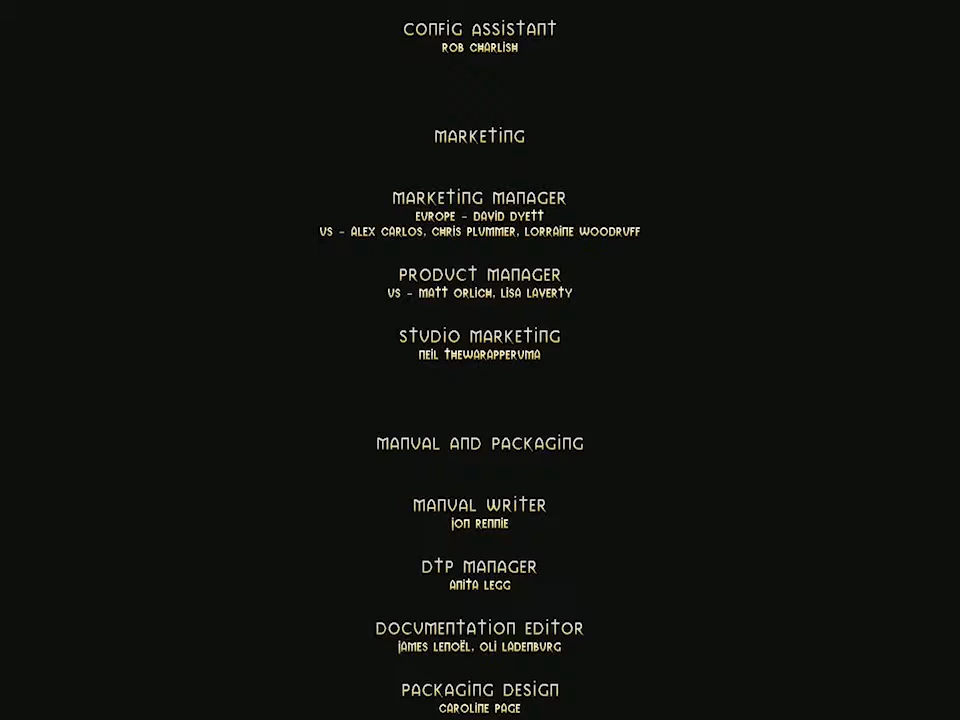 CONFIG ASSISTANT
ROB CHARLISH
MARKETING
MARKETING MANAGER
EUROPE - DAVID DYETT
US - ALEX CARLOS, CHRIS PLUMMER, LORRAINE WOODRUFF
PRODUCT MANAGER
US - MATT ORLICH, LISA LAVERTY
STUDIO MARKETING
NEIL THEWARAPPERUMA
MANUAL AND PACKAGING
MANUAL WRITER
JON RENNIE
DTP MANAGER
ANITA LEGG
DOCUMENTATION EDITOR
JAMES LENOËL, OLI LADENBURG
PACKAGING DESIGN
CAROLINE PAGE